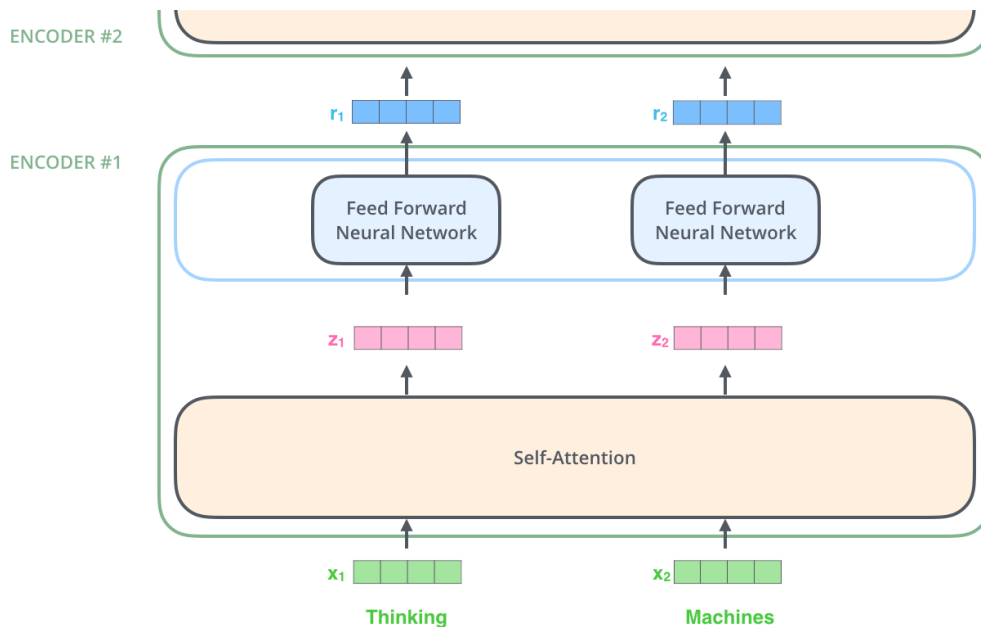 ENCODER #2
r₁
r₂
ENCODER #1
Feed Forward
Neural Network
Feed Forward
Neural Network
z₁
z₂
Self-Attention
x₁
x₂
Thinking
Machines